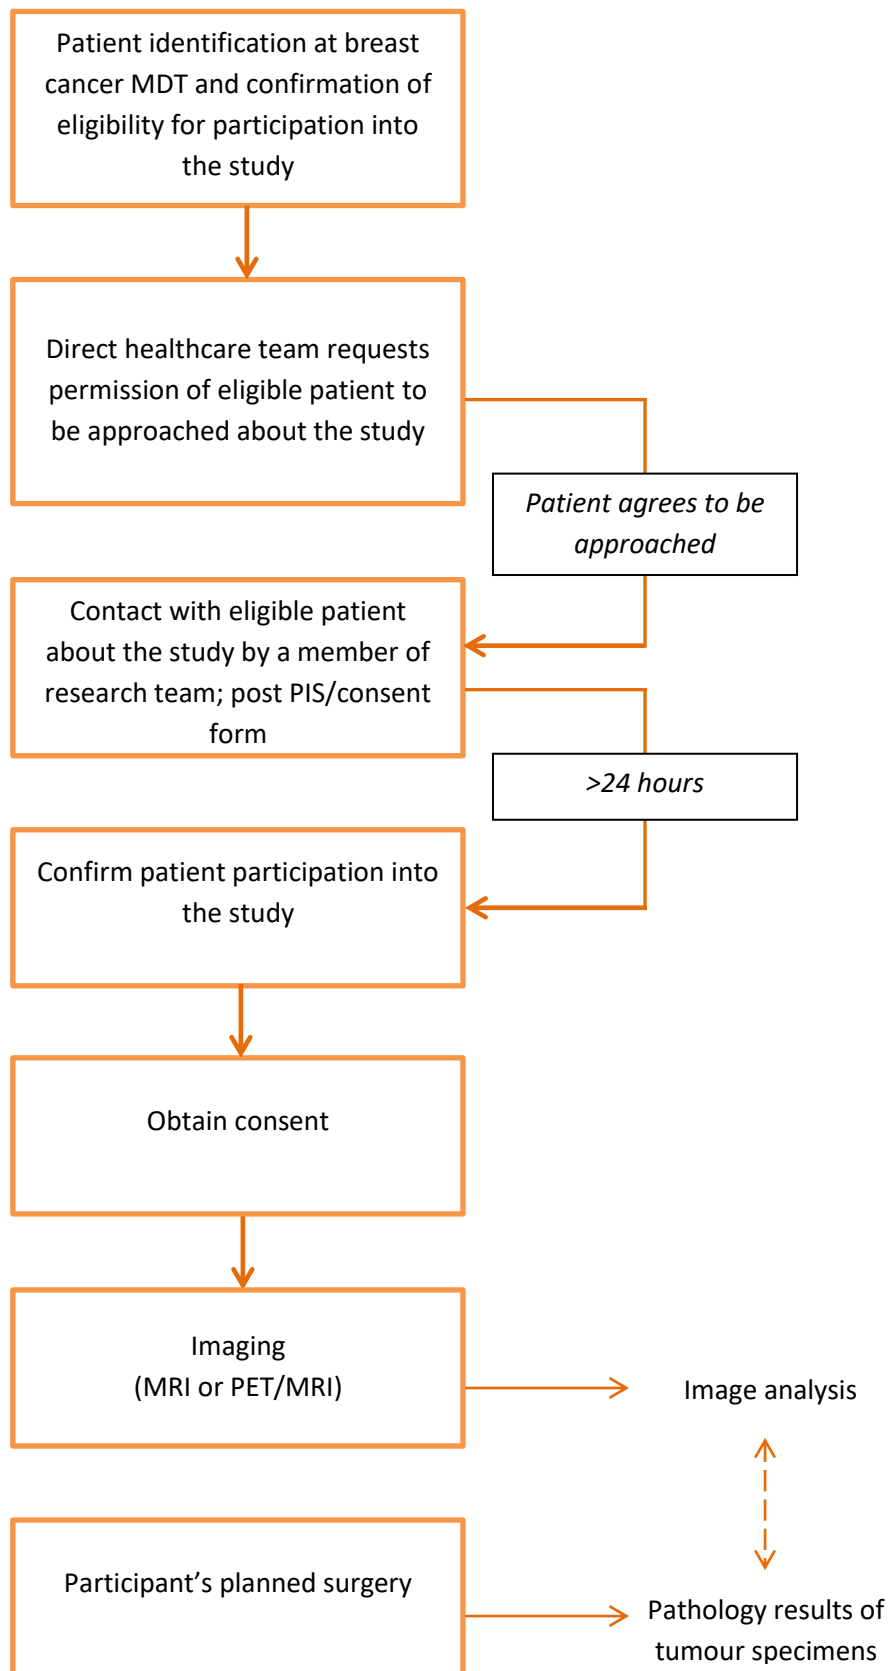 Patient identification at breast
cancer MDT and confirmation of
eligibility for participation into
the study
Direct healthcare team requests
permission of eligible patient to
be approached about the study
Patient agrees to be
approached
Contact with eligible patient
about the study by a member of
research team; post PIS/consent
form
>24 hours
Confirm patient participation into
the study
Obtain consent
Imaging
(MRI or PET/MRI)
Image analysis
Participant’s planned surgery
Pathology results of
tumour specimens